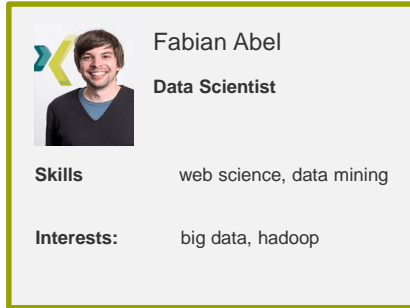 Fabian Abel
Data Scientist
Skills web science, data mining
Interests: big data, hadoop